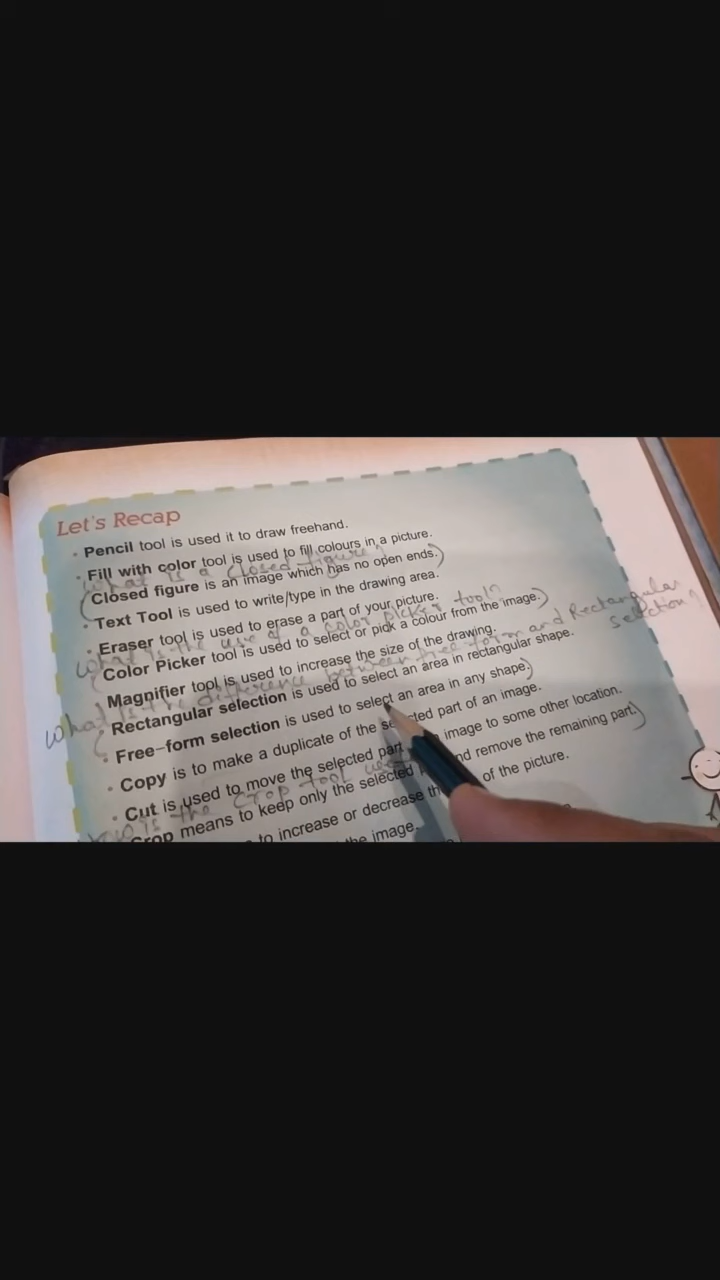 Let's Recap
• Pencil tool is used it to draw freehand.
• Fill with color tool is used to fill colours in a picture.
What is a closed figure?
(Closed figure is an image which has no open ends.)
• Text Tool is used to write/type in the drawing area.
• Eraser tool is used to erase a part of your picture.
What is the use of a color picker tool?
(Color Picker tool is used to select or pick a colour from the image.)
• Magnifier tool is used to increase the size of the drawing.
What is the difference between free form and Rectangular selection?
• Rectangular selection is used to select an area in rectangular shape.
• Free-form selection is used to select an area in any shape.)
• Copy is to make a duplicate of the selected part of an image.
• Cut is used to move the selected part image to some other location.
How is the crop tool
Crop means to keep only the selected and remove the remaining part.)
to increase or decrease the of the picture.
the image.